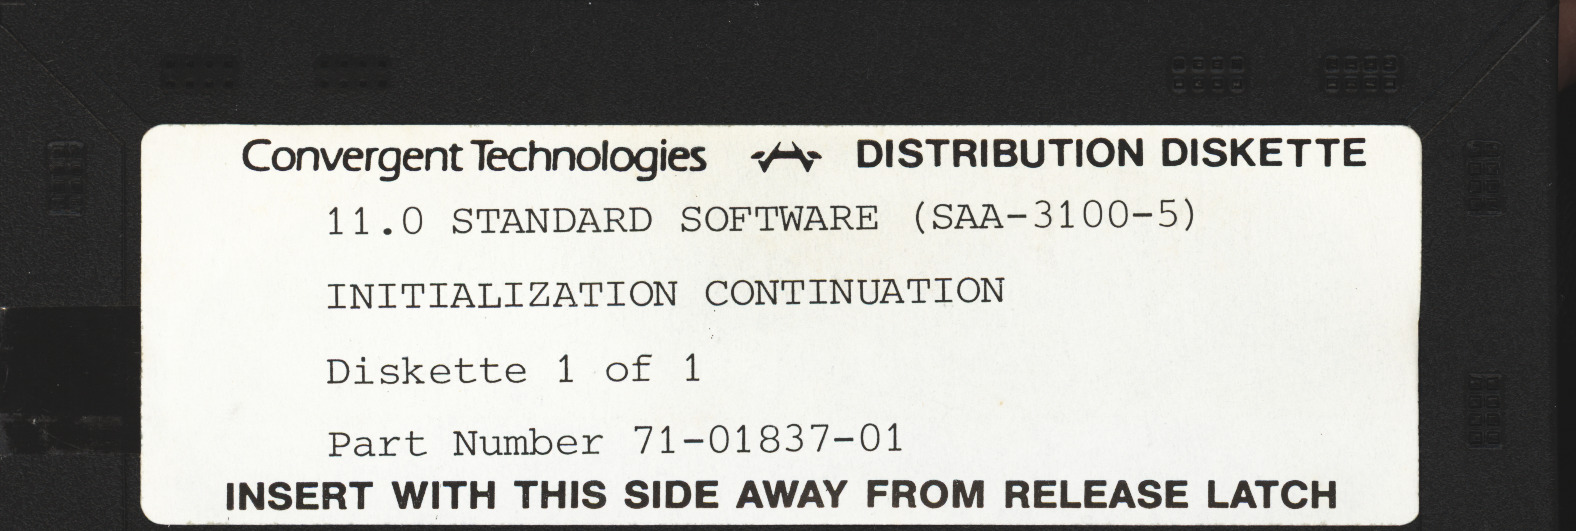 Convergent Technologies DISTRIBUTION DISKETTE
11.0 STANDARD SOFTWARE (SAA-3100-5)
INITIALIZATION CONTINUATION
Diskette 1 of 1
Part Number 71-01837-01
INSERT WITH THIS SIDE AWAY FROM RELEASE LATCH